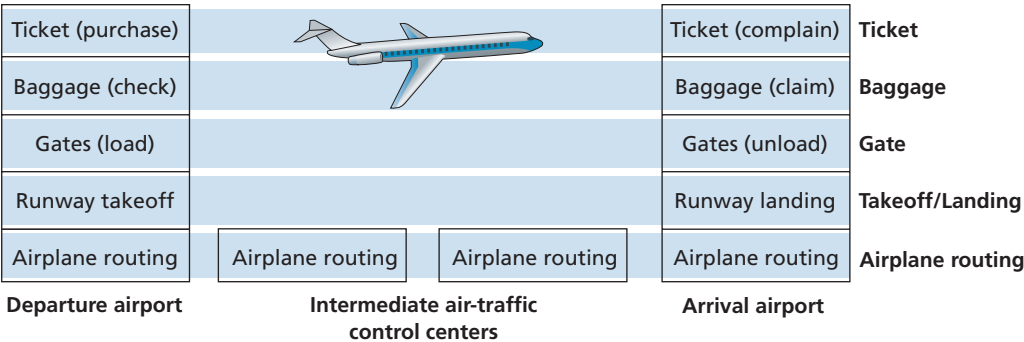 Ticket (purchase)
Ticket (complain)
Ticket
Baggage (check)
Baggage (claim)
Baggage
Gates (load)
Gates (unload)
Gate
Runway takeoff
Runway landing
Takeoff/Landing
Airplane routing
Airplane routing
Airplane routing
Airplane routing
Airplane routing
Departure airport
Intermediate air-traffic
control centers
Arrival airport